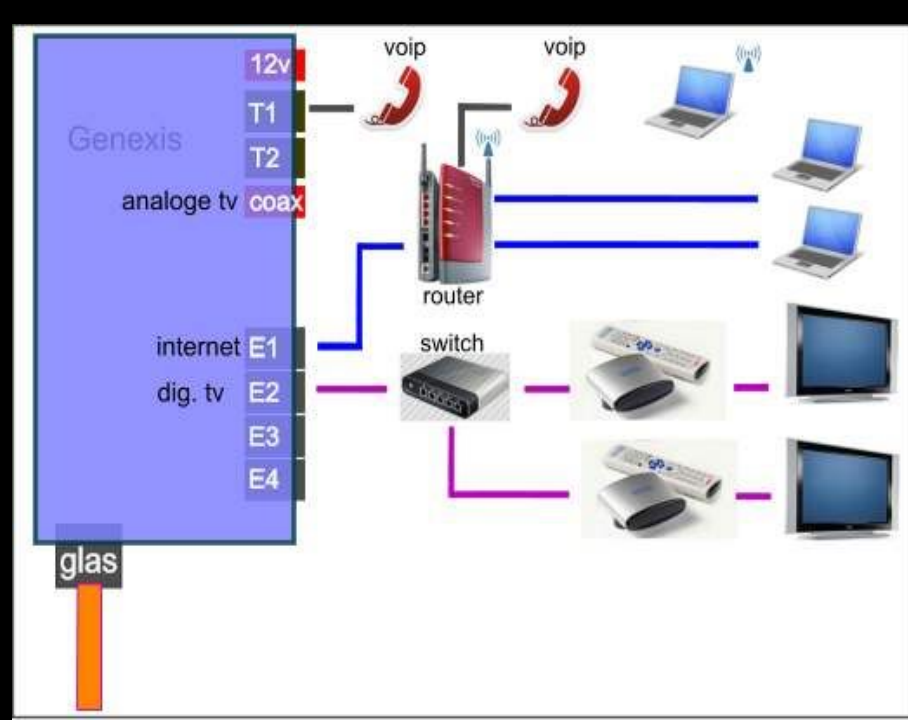 voip
voip
12v
T1
Genexis
T2
analoge tv coax
router
internet E1
switch
dig. tv E2
E3
E4
glas